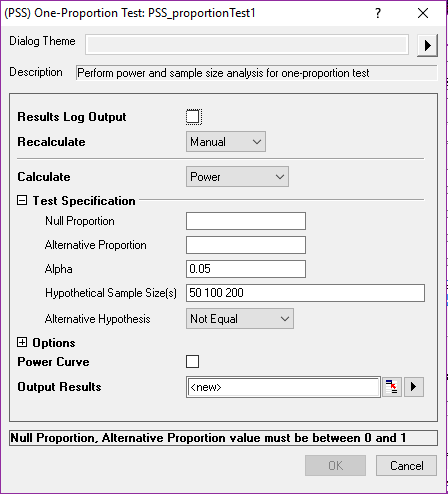 (PSS) One-Proportion Test: PSS_proportionTest1 ?
Dialog Theme
Description Perform power and sample size analysis for one-proportion test
Results Log Output
Recalculate Manual
Calculate Power
Test Specification
Null Proportion
Alternative Proportion
Alpha 0.05
Hypothetical Sample Size(s) 50 100 200
Alternative Hypothesis Not Equal
Options
Power Curve
Output Results <new>
Null Proportion, Alternative Proportion value must be between 0 and 1
OK Cancel